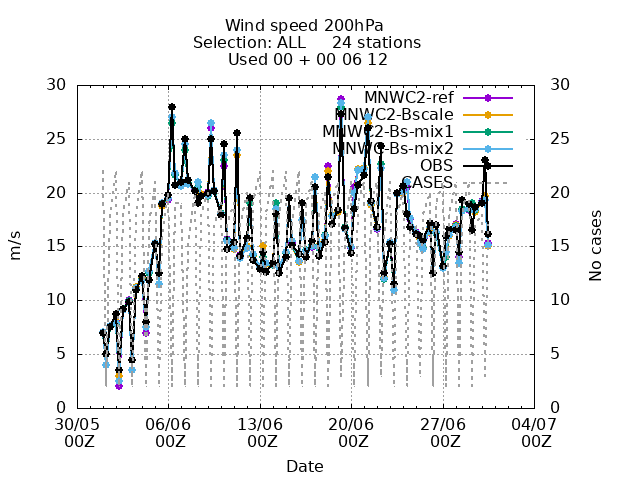 Wind speed 200hPa
Selection: ALL 24 stations
Used 00 + 00 06 12
30 30
MNWC2-ref
MNWC2-Bscale
25 25
MNWC2-Bs-mix1
MNWC2-Bs-mix2
OBS
CASES
20 20
m/s
No cases
15 15
10 10
5 5
0 0
30/05 06/06 13/06 20/06 27/06 04/07
00Z 00Z 00Z 00Z 00Z 00Z
Date